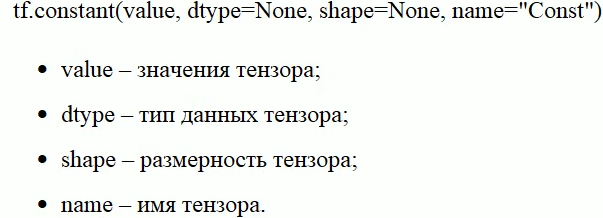 tf.constant(value, dtype=None, shape=None, name="Const")
• value – значения тензора;
• dtype – тип данных тензора;
• shape – размерность тензора;
• name – имя тензора.